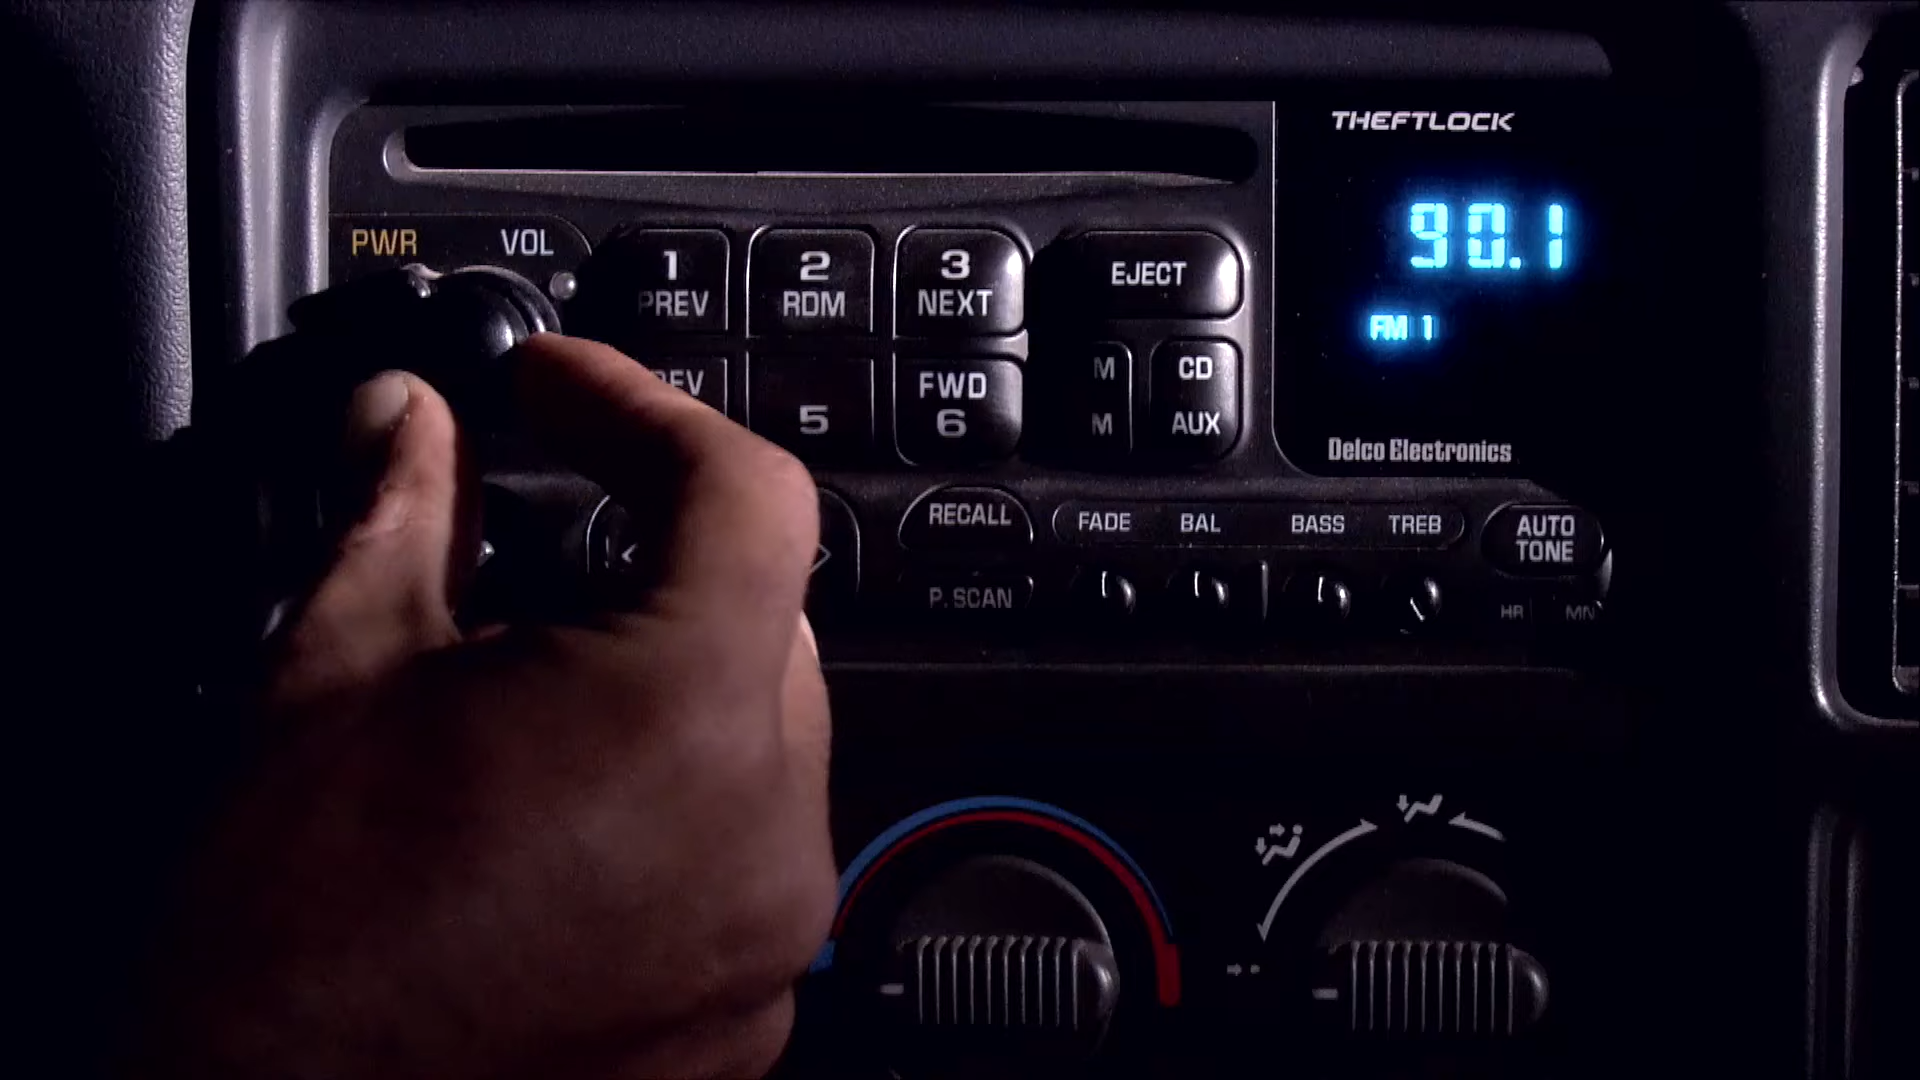 THEFTLOCK
90.1
FM 1
PWR VOL
1 PREV
2 RDM
3 NEXT
EJECT
5
FWD 6
M
M
CD
AUX
Delco Electronics
RECALL
P.SCAN
FADE BAL BASS TREB
AUTO TONE
HR MN